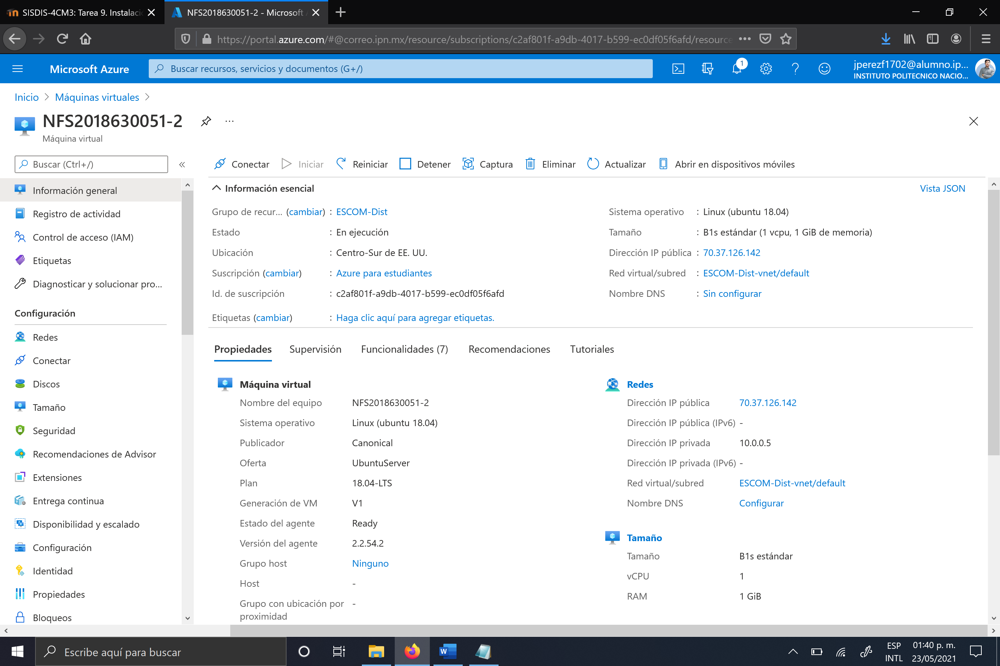 SISDIS-4CM3: Tarea 9. Instalaci
NFS2018630051-2 - Microsoft
https://portal.azure.com/#@correo.ipn.mx/resource/subscriptions/c2af801f-a9db-4017-b599-ec0df05f6afd/resource
Microsoft Azure
Buscar recursos, servicios y documentos (G+/)
1
jperezf1702@alumno.ip...
INSTITUTO POLITECNICO NACIO...
Inicio > Máquinas virtuales >
NFS2018630051-2
Máquina virtual
Buscar (Ctrl+/)
«
Conectar Iniciar Reiniciar Detener Captura Eliminar Actualizar Abrir en dispositivos móviles
Información general
Registro de actividad
Control de acceso (IAM)
Etiquetas
Diagnosticar y solucionar pro...
Configuración
Redes
Conectar
Discos
Tamaño
Seguridad
Recomendaciones de Advisor
Extensiones
Entrega continua
Disponibilidad y escalado
Configuración
Identidad
Propiedades
Bloqueos
Información esencial
Vista JSON
Grupo de recur... (cambiar) : ESCOM-Dist
Estado : En ejecución
Ubicación : Centro-Sur de EE. UU.
Suscripción (cambiar) : Azure para estudiantes
Id. de suscripción : c2af801f-a9db-4017-b599-ec0df05f6afd
Etiquetas (cambiar) : Haga clic aquí para agregar etiquetas.
Sistema operativo : Linux (ubuntu 18.04)
Tamaño : B1s estándar (1 vcpu, 1 GiB de memoria)
Dirección IP pública : 70.37.126.142
Red virtual/subred : ESCOM-Dist-vnet/default
Nombre DNS : Sin configurar
Propiedades Supervisión Funcionalidades (7) Recomendaciones Tutoriales
Máquina virtual
Nombre del equipo NFS2018630051-2
Sistema operativo Linux (ubuntu 18.04)
Publicador Canonical
Oferta UbuntuServer
Plan 18.04-LTS
Generación de VM V1
Estado del agente Ready
Versión del agente 2.2.54.2
Grupo host Ninguno
Host -
Grupo con ubicación por -
proximidad
Redes
Dirección IP pública 70.37.126.142
Dirección IP pública (IPv6) -
Dirección IP privada 10.0.0.5
Dirección IP privada (IPv6) -
Red virtual/subred ESCOM-Dist-vnet/default
Nombre DNS Configurar
Tamaño
Tamaño B1s estándar
vCPU 1
RAM 1 GiB
Escribe aquí para buscar
W
ESP
INTL
01:40 p. m.
23/05/2021